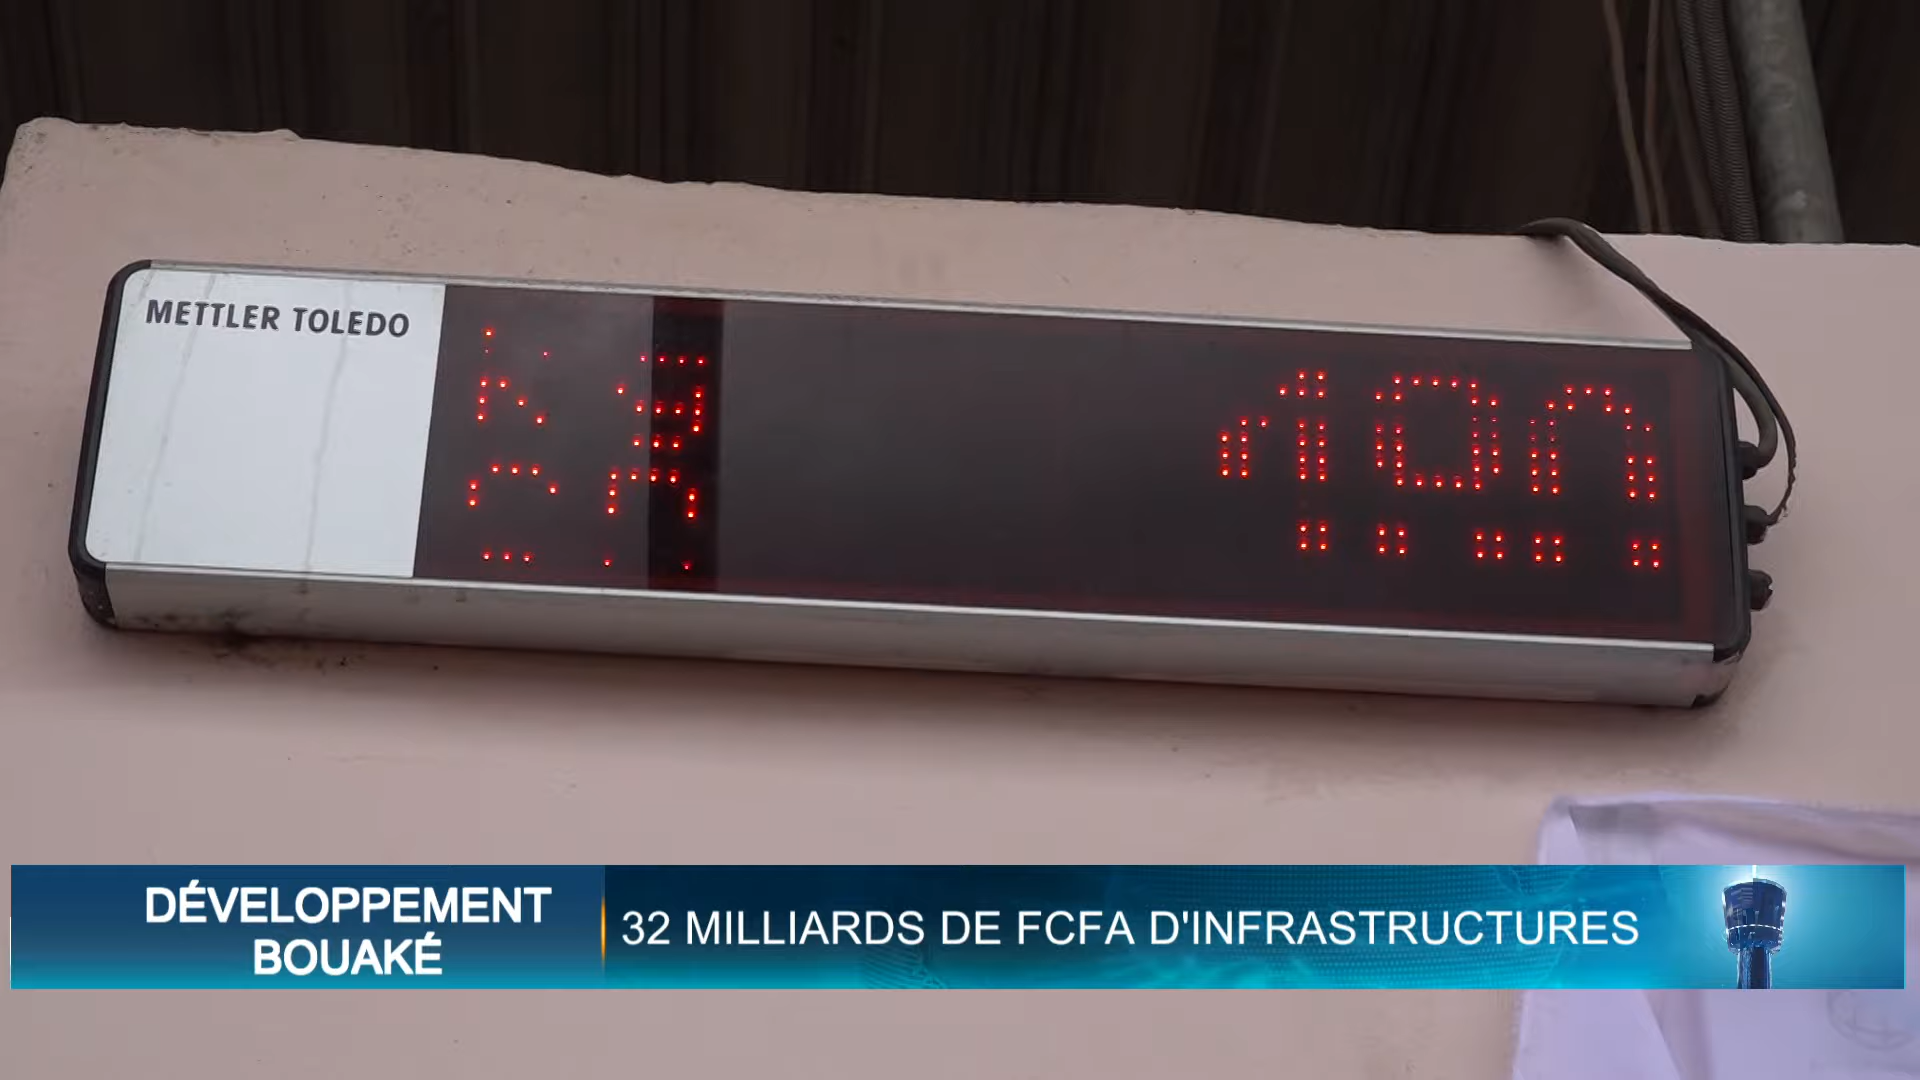 METTLER TOLEDO
DÉVELOPPEMENT
BOUAKÉ
32 MILLIARDS DE FCFA D'INFRASTRUCTURES